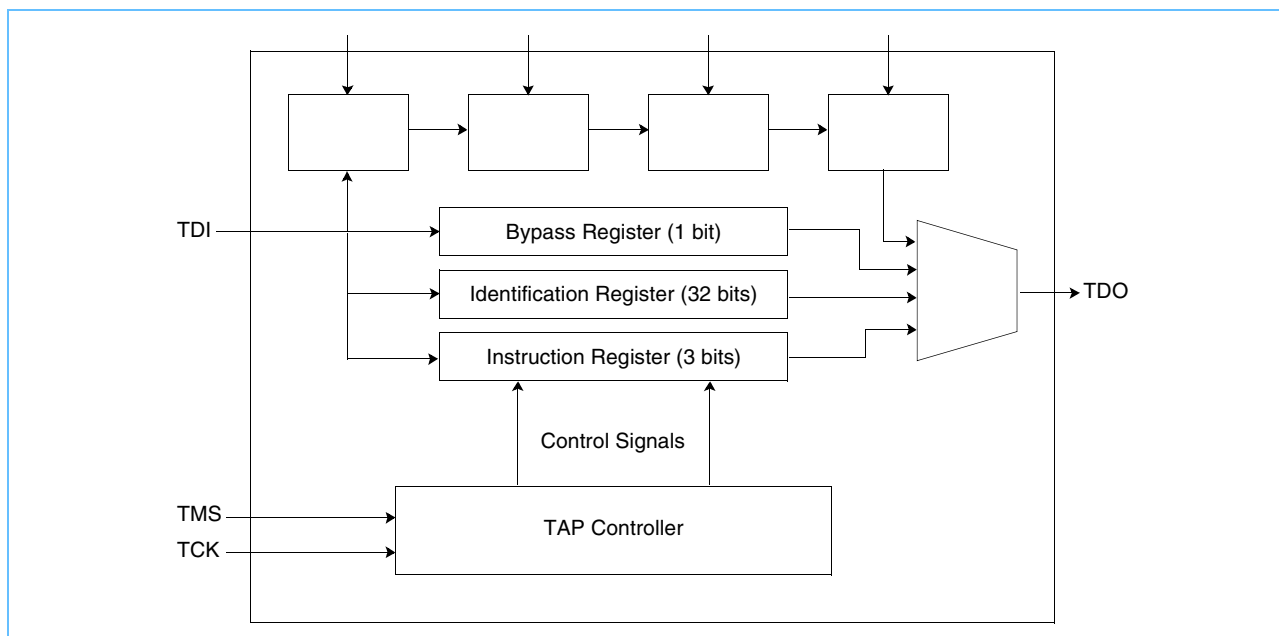 TDI
Bypass Register (1 bit)
Identification Register (32 bits)
TDO
Instruction Register (3 bits)
Control Signals
TMS
TAP Controller
TCK